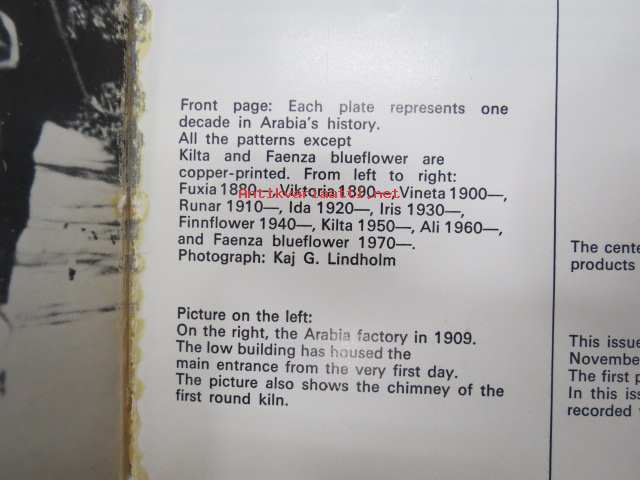 Front page: Each plate represents one
decade in Arabia's history.
All the patterns except
Kilta and Faenza blueflower are
copper-printed. From left to right:
Fuxia 1880—, Viktoria 1890—, Vineta 1900—,
Runar 1910—, Ida 1920—, Iris 1930—,
Finnflower 1940—, Kilta 1950—, Ali 1960—,
and Faenza blueflower 1970—.
Photograph: Kaj G. Lindholm
Picture on the left:
On the right, the Arabia factory in 1909.
The low building has housed the
main entrance from the very first day.
The picture also shows the chimney of the
first round kiln.
The cente
products
This issue
November
The first p
In this iss
recorded
Antikvariaatti.net